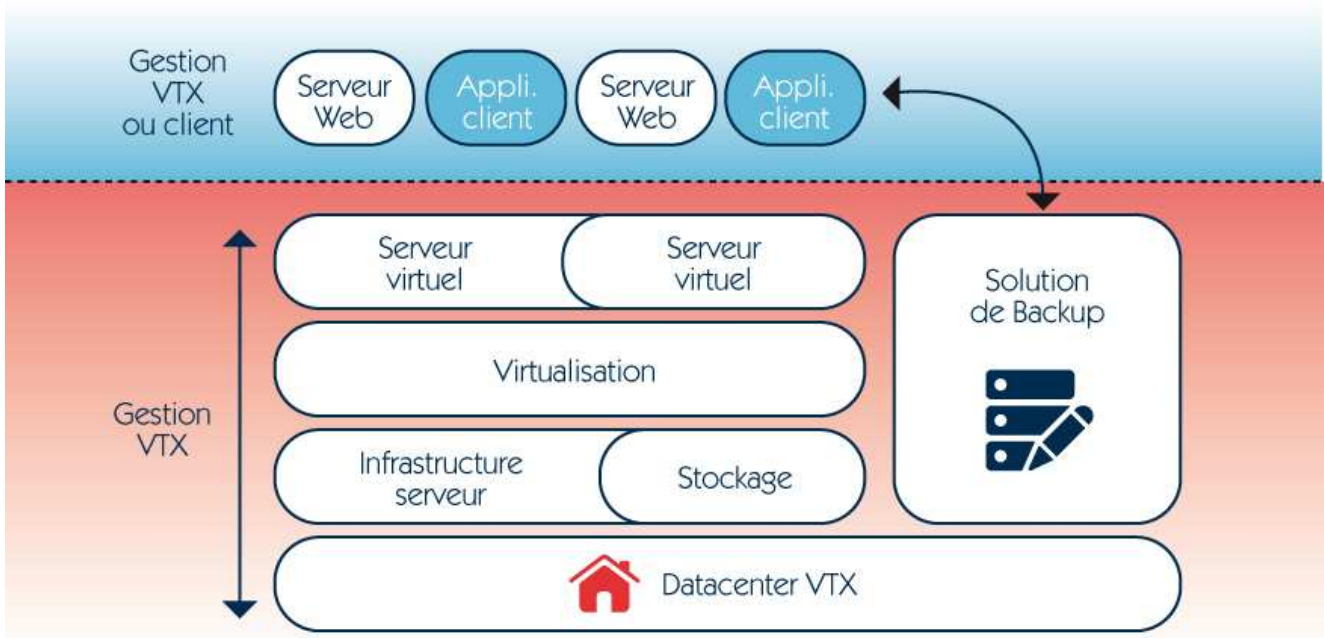 Gestion
VTX
ou client
Serveur
Web
Appli.
client
Serveur
Web
Appli.
client
Gestion
VTX
Serveur
virtuel
Serveur
virtuel
Virtualisation
Infrastructure
serveur
Stockage
Solution
de Backup
Datacenter VTX